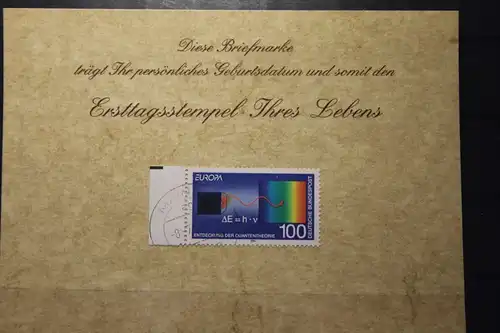 Diese Briefmarke
trägt Ihr persönliches Geburtsdatum und somit den
Ersttagsstempel Ihres Lebens
EUROPA
ΔE = h · ν
ENTDECKUNG DER QUANTENTHEORIE
100
DEUTSCHE BUNDESPOST